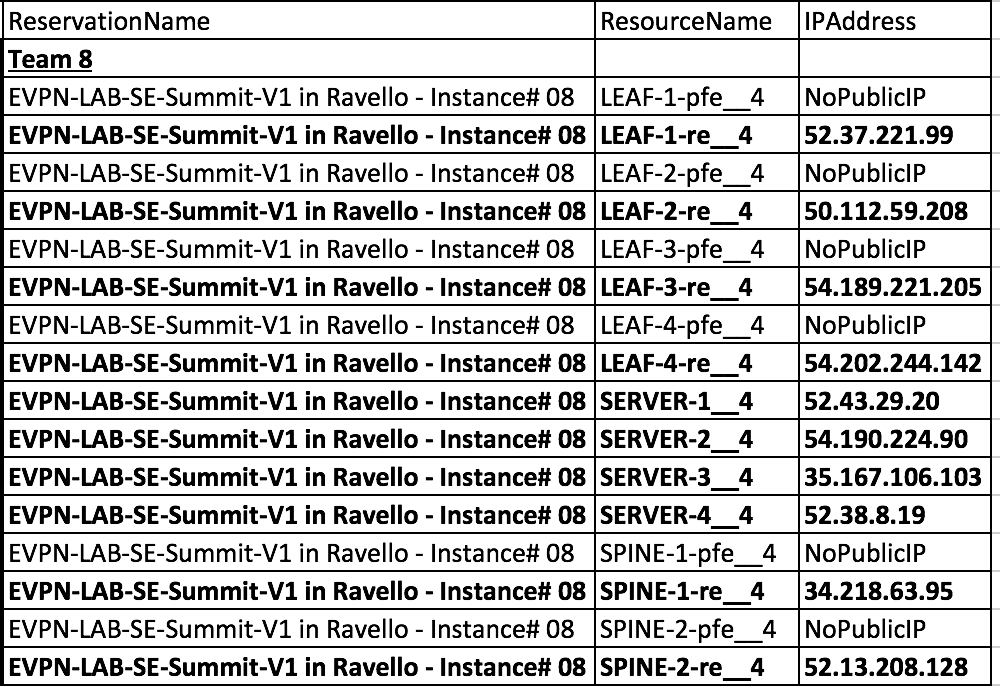 ReservationName ResourceName IPAddress
Team 8
EVPN-LAB-SE-Summit-V1 in Ravello - Instance# 08 LEAF-1-pfe__4 NoPublicIP
EVPN-LAB-SE-Summit-V1 in Ravello - Instance# 08 LEAF-1-re__4 52.37.221.99
EVPN-LAB-SE-Summit-V1 in Ravello - Instance# 08 LEAF-2-pfe__4 NoPublicIP
EVPN-LAB-SE-Summit-V1 in Ravello - Instance# 08 LEAF-2-re__4 50.112.59.208
EVPN-LAB-SE-Summit-V1 in Ravello - Instance# 08 LEAF-3-pfe__4 NoPublicIP
EVPN-LAB-SE-Summit-V1 in Ravello - Instance# 08 LEAF-3-re__4 54.189.221.205
EVPN-LAB-SE-Summit-V1 in Ravello - Instance# 08 LEAF-4-pfe__4 NoPublicIP
EVPN-LAB-SE-Summit-V1 in Ravello - Instance# 08 LEAF-4-re__4 54.202.244.142
EVPN-LAB-SE-Summit-V1 in Ravello - Instance# 08 SERVER-1__4 52.43.29.20
EVPN-LAB-SE-Summit-V1 in Ravello - Instance# 08 SERVER-2__4 54.190.224.90
EVPN-LAB-SE-Summit-V1 in Ravello - Instance# 08 SERVER-3__4 35.167.106.103
EVPN-LAB-SE-Summit-V1 in Ravello - Instance# 08 SERVER-4__4 52.38.8.19
EVPN-LAB-SE-Summit-V1 in Ravello - Instance# 08 SPINE-1-pfe__4 NoPublicIP
EVPN-LAB-SE-Summit-V1 in Ravello - Instance# 08 SPINE-1-re__4 34.218.63.95
EVPN-LAB-SE-Summit-V1 in Ravello - Instance# 08 SPINE-2-pfe__4 NoPublicIP
EVPN-LAB-SE-Summit-V1 in Ravello - Instance# 08 SPINE-2-re__4 52.13.208.128